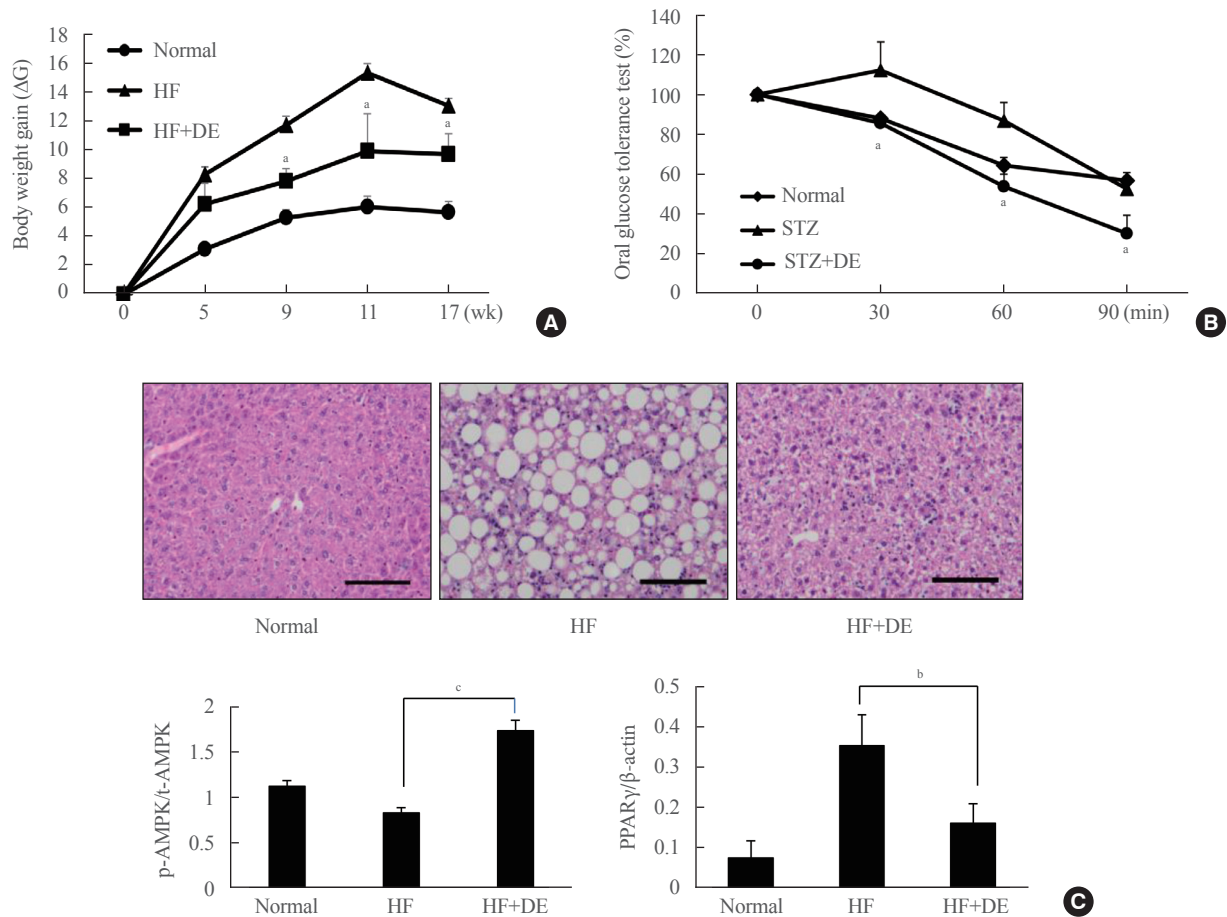 Body weight gain (ΔG)
18
16
14
12
10
8
6
4
2
0
Normal
HF
HF+DE
a
a
a
0 5 9 11 17 (wk)
A
Oral glucose tolerance test (%)
140
120
100
80
60
40
20
0
a
a
a
Normal
STZ
STZ+DE
0 30 60 90 (min)
B
Normal HF HF+DE
p-AMPK/t-AMPK
2
1.5
1
0.5
0
c
Normal HF HF+DE
PPARγ/β-actin
0.5
0.4
0.3
0.2
0.1
0
b
Normal HF HF+DE
C